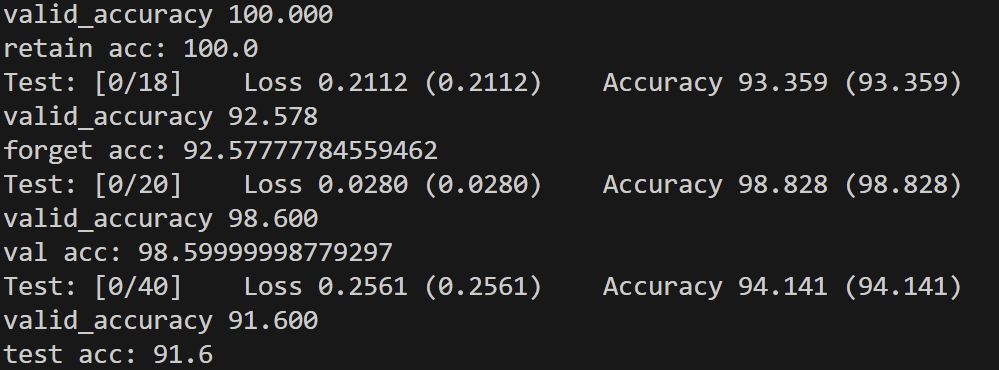 valid_accuracy 100.000
retain acc: 100.0
Test: [0/18]    Loss 0.2112 (0.2112)    Accuracy 93.359 (93.359)
valid_accuracy 92.578
forget acc: 92.57777784559462
Test: [0/20]    Loss 0.0280 (0.0280)    Accuracy 98.828 (98.828)
valid_accuracy 98.600
val acc: 98.59999998779297
Test: [0/40]    Loss 0.2561 (0.2561)    Accuracy 94.141 (94.141)
valid_accuracy 91.600
test acc: 91.6